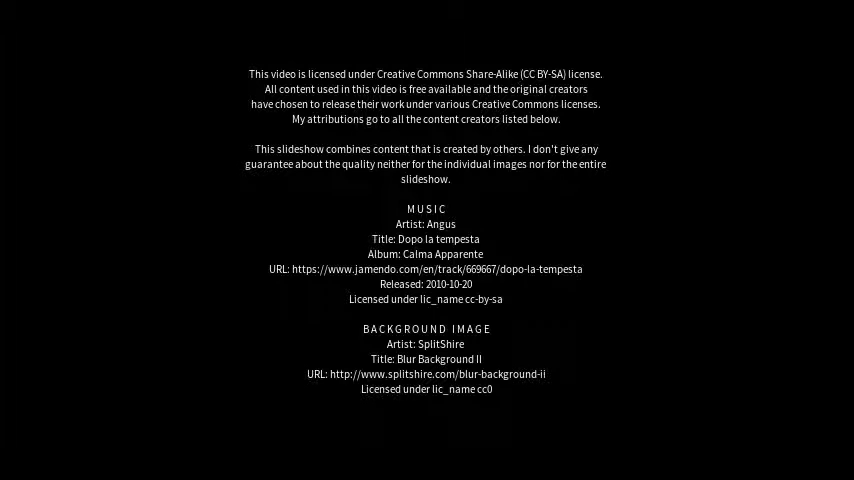 This video is licensed under Creative Commons Share-Alike (CC BY-SA) license.
All content used in this video is free available and the original creators
have chosen to release their work under various Creative Commons licenses.
My attributions go to all the content creators listed below.
This slideshow combines content that is created by others. I don't give any
guarantee about the quality neither for the individual images nor for the entire
slideshow.
M U S I C
Artist: Angus
Title: Dopo la tempesta
Album: Calma Apparente
URL: https://www.jamendo.com/en/track/669667/dopo-la-tempesta
Released: 2010-10-20
Licensed under lic_name cc-by-sa
B A C K G R O U N D   I M A G E
Artist: SplitShire
Title: Blur Background II
URL: http://www.splitshire.com/blur-background-ii
Licensed under lic_name cc0